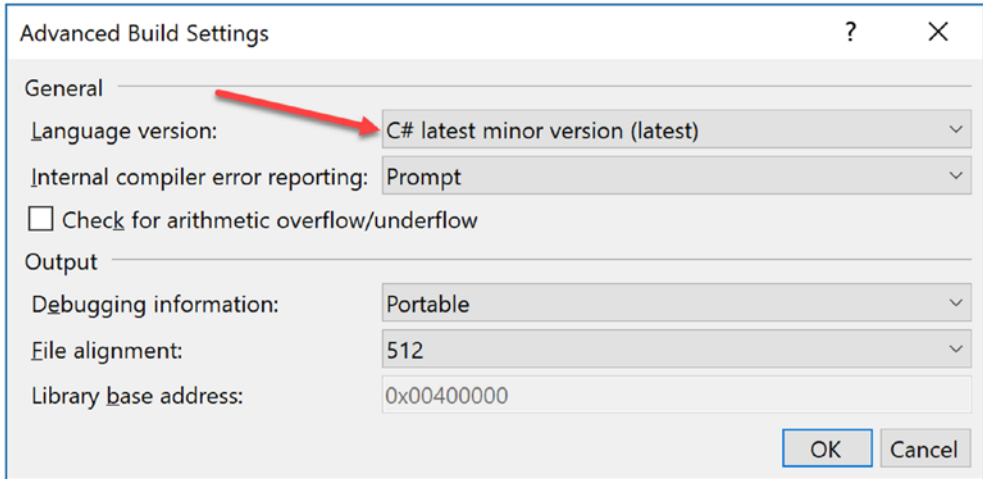 Advanced Build Settings ?
General
Language version: C# latest minor version (latest)
Internal compiler error reporting: Prompt
Check for arithmetic overflow/underflow
Output
Debugging information: Portable
File alignment: 512
Library base address: 0x00400000
OK Cancel